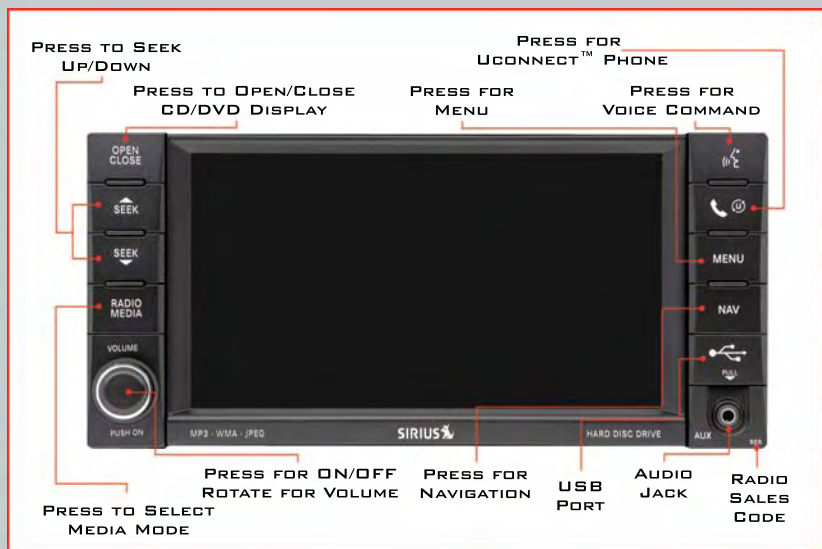 PRESS TO SEEK
UP/DOWN
PRESS FOR
UCONNECT™ PHONE
PRESS TO OPEN/CLOSE
CD/DVD DISPLAY
PRESS FOR
MENU
PRESS FOR
VOICE COMMAND
OPEN
CLOSE
SEEK
SEEK
RADIO
MEDIA
VOLUME
PUSH ON
MP3 - WMA - JPEG
SIRIUS
HARD DISC DRIVE
MENU
NAV
PULL
AUX
RER
PRESS FOR ON/OFF
ROTATE FOR VOLUME
PRESS FOR
NAVIGATION
USB
PORT
AUDIO
JACK
RADIO
SALES
CODE
PRESS TO SELECT
MEDIA MODE